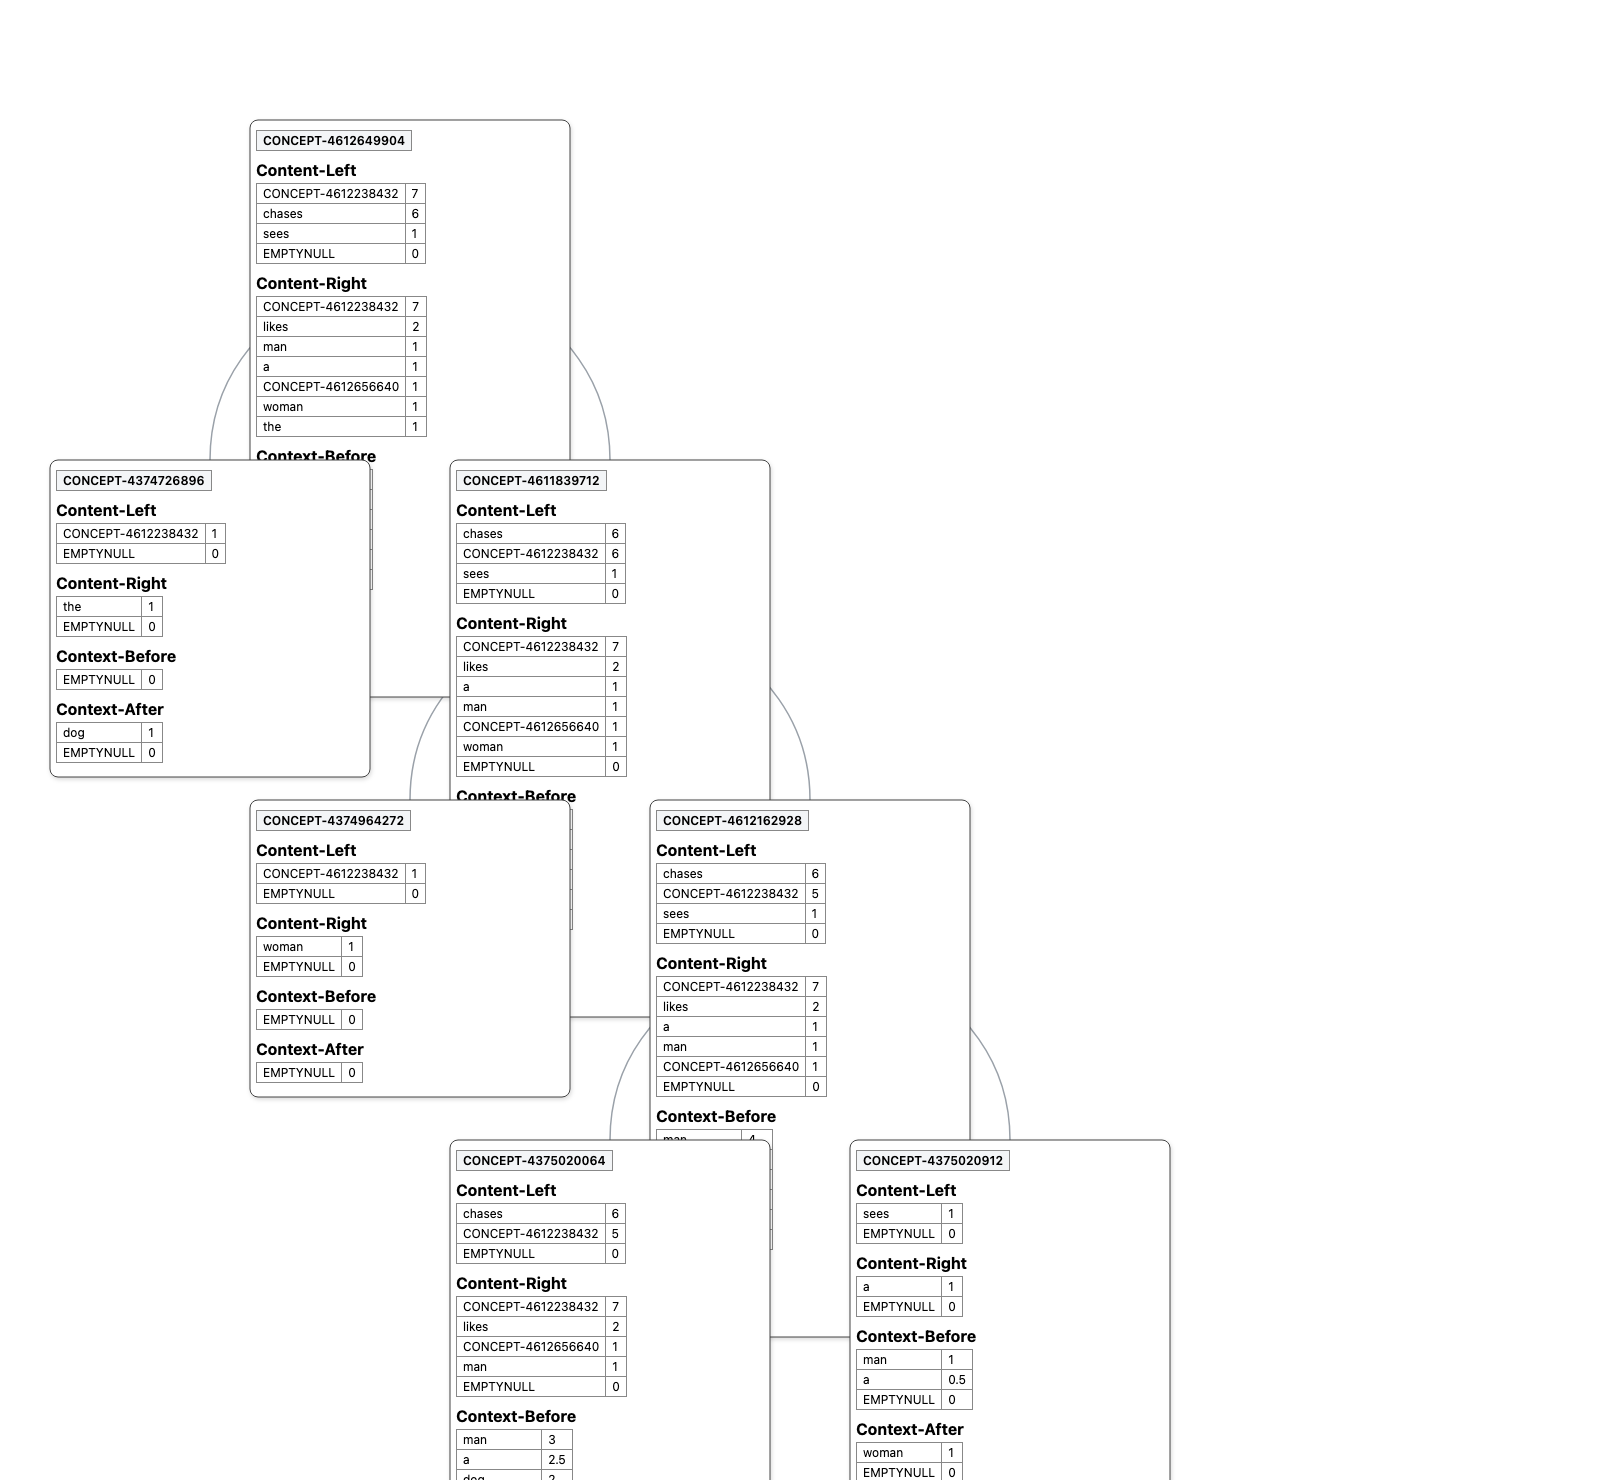 CONCEPT-4612649904
Content-Left
CONCEPT-4612238432 7
chases 6
sees 1
EMPTYNULL 0
Content-Right
CONCEPT-4612238432 7
likes 2
man 1
a 1
CONCEPT-4612656640 1
woman 1
the 1
Context-Before
CONCEPT-4374726896
Content-Left
CONCEPT-4612238432 1
EMPTYNULL 0
Content-Right
the 1
EMPTYNULL 0
Context-Before
EMPTYNULL 0
Context-After
dog 1
EMPTYNULL 0
CONCEPT-4611839712
Content-Left
chases 6
CONCEPT-4612238432 6
sees 1
EMPTYNULL 0
Content-Right
CONCEPT-4612238432 7
likes 2
a 1
man 1
CONCEPT-4612656640 1
woman 1
EMPTYNULL 0
Context-Before
CONCEPT-4374964272
Content-Left
CONCEPT-4612238432 1
EMPTYNULL 0
Content-Right
woman 1
EMPTYNULL 0
Context-Before
EMPTYNULL 0
Context-After
EMPTYNULL 0
CONCEPT-4612162928
Content-Left
chases 6
CONCEPT-4612238432 5
sees 1
EMPTYNULL 0
Content-Right
CONCEPT-4612238432 7
likes 2
a 1
man 1
CONCEPT-4612656640 1
EMPTYNULL 0
Context-Before
man 4
CONCEPT-4375020064
Content-Left
chases 6
CONCEPT-4612238432 5
EMPTYNULL 0
Content-Right
CONCEPT-4612238432 7
likes 2
CONCEPT-4612656640 1
man 1
EMPTYNULL 0
Context-Before
man 3
a 2.5
dog 2
CONCEPT-4375020912
Content-Left
sees 1
EMPTYNULL 0
Content-Right
a 1
EMPTYNULL 0
Context-Before
man 1
a 0.5
EMPTYNULL 0
Context-After
woman 1
EMPTYNULL 0